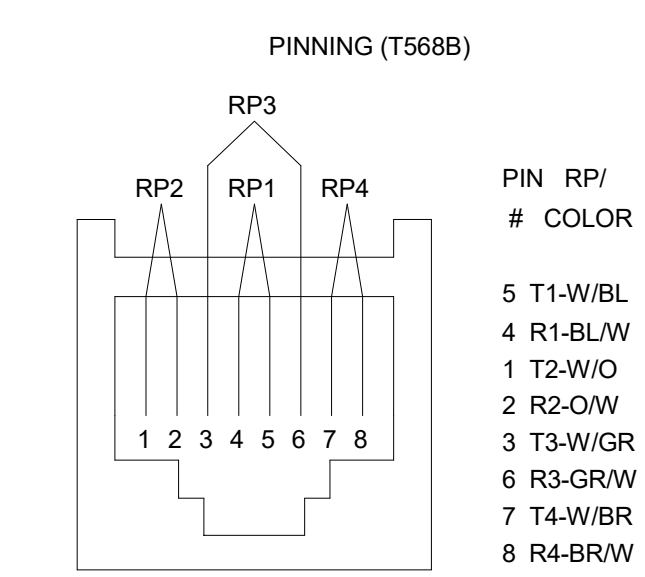 PINNING (T568B)
RP3
RP2 RP1 RP4
1 2 3 4 5 6 7 8
PIN RP/
# COLOR
5 T1-W/BL
4 R1-BL/W
1 T2-W/O
2 R2-O/W
3 T3-W/GR
6 R3-GR/W
7 T4-W/BR
8 R4-BR/W